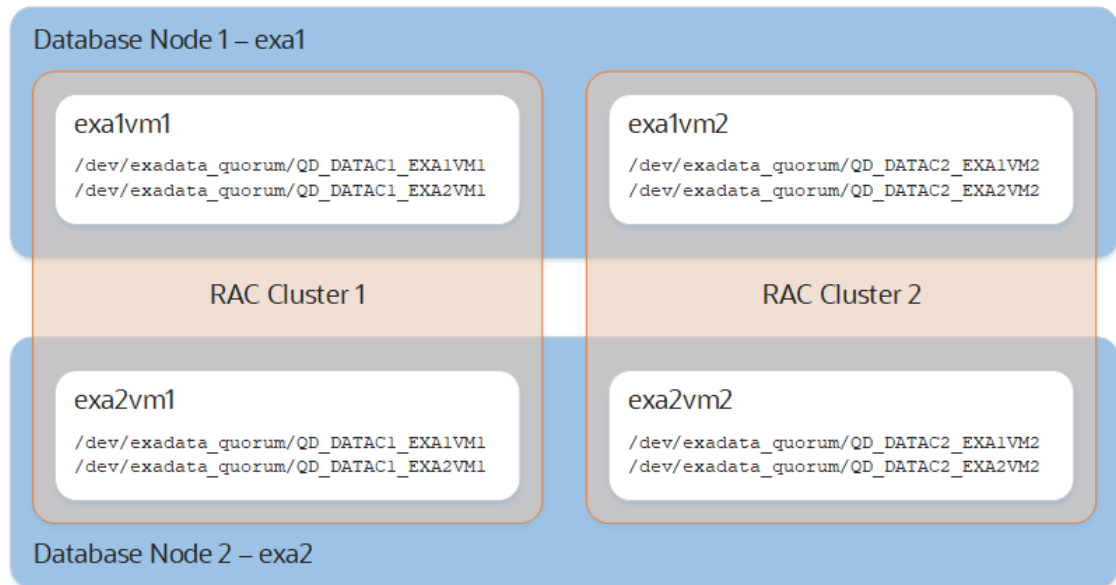 Database Node 1 – exa1
exa1vm1
/dev/exadata_quorum/QD_DATAC1_EXA1VM1
/dev/exadata_quorum/QD_DATAC1_EXA2VM1
exa1vm2
/dev/exadata_quorum/QD_DATAC2_EXA1VM2
/dev/exadata_quorum/QD_DATAC2_EXA2VM2
RAC Cluster 1
RAC Cluster 2
exa2vm1
/dev/exadata_quorum/QD_DATAC1_EXA1VM1
/dev/exadata_quorum/QD_DATAC1_EXA2VM1
exa2vm2
/dev/exadata_quorum/QD_DATAC2_EXA1VM2
/dev/exadata_quorum/QD_DATAC2_EXA2VM2
Database Node 2 – exa2